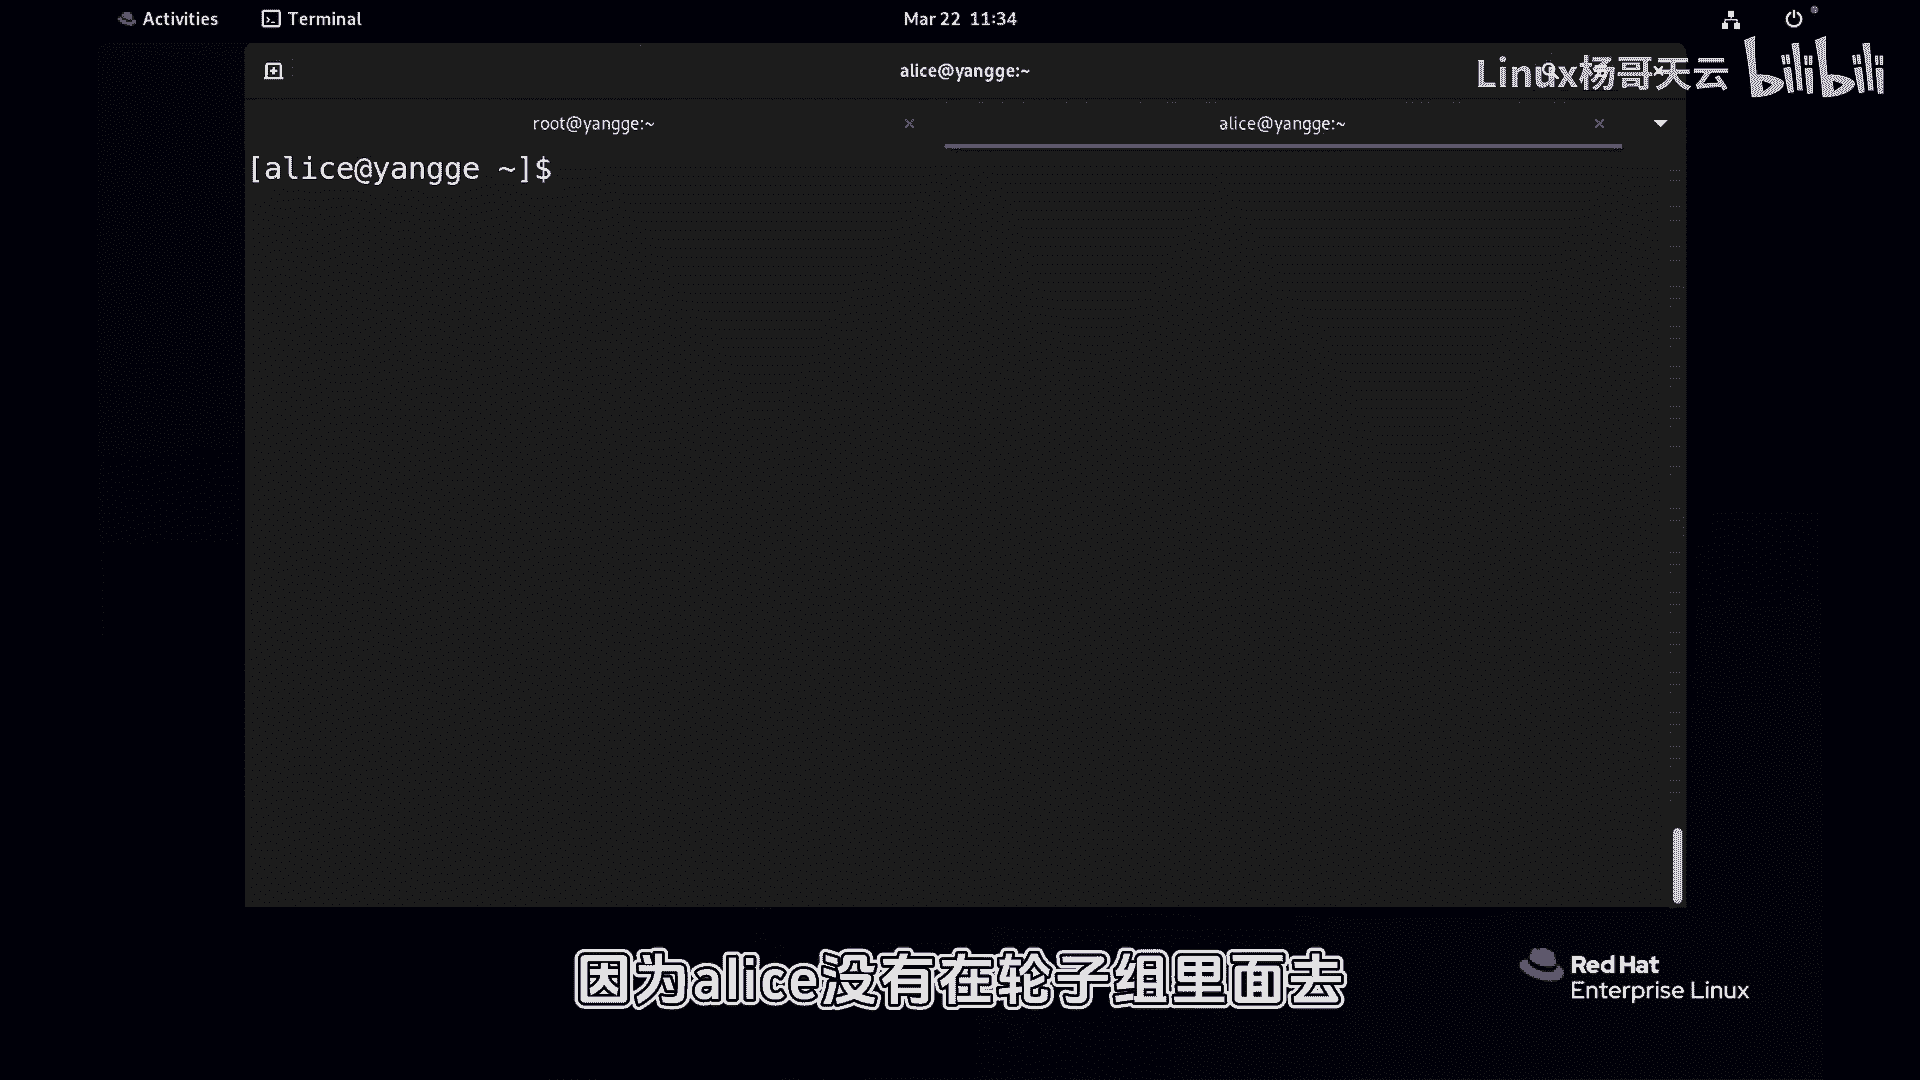 Activities Terminal Mar 22 11:34
alice@yangge:~
Linux杨哥天云 bilibili
root@yangge:~ × alice@yangge:~ ×
[alice@yangge ~]$
因为alice没有在轮子组里面去
Red Hat
Enterprise Linux